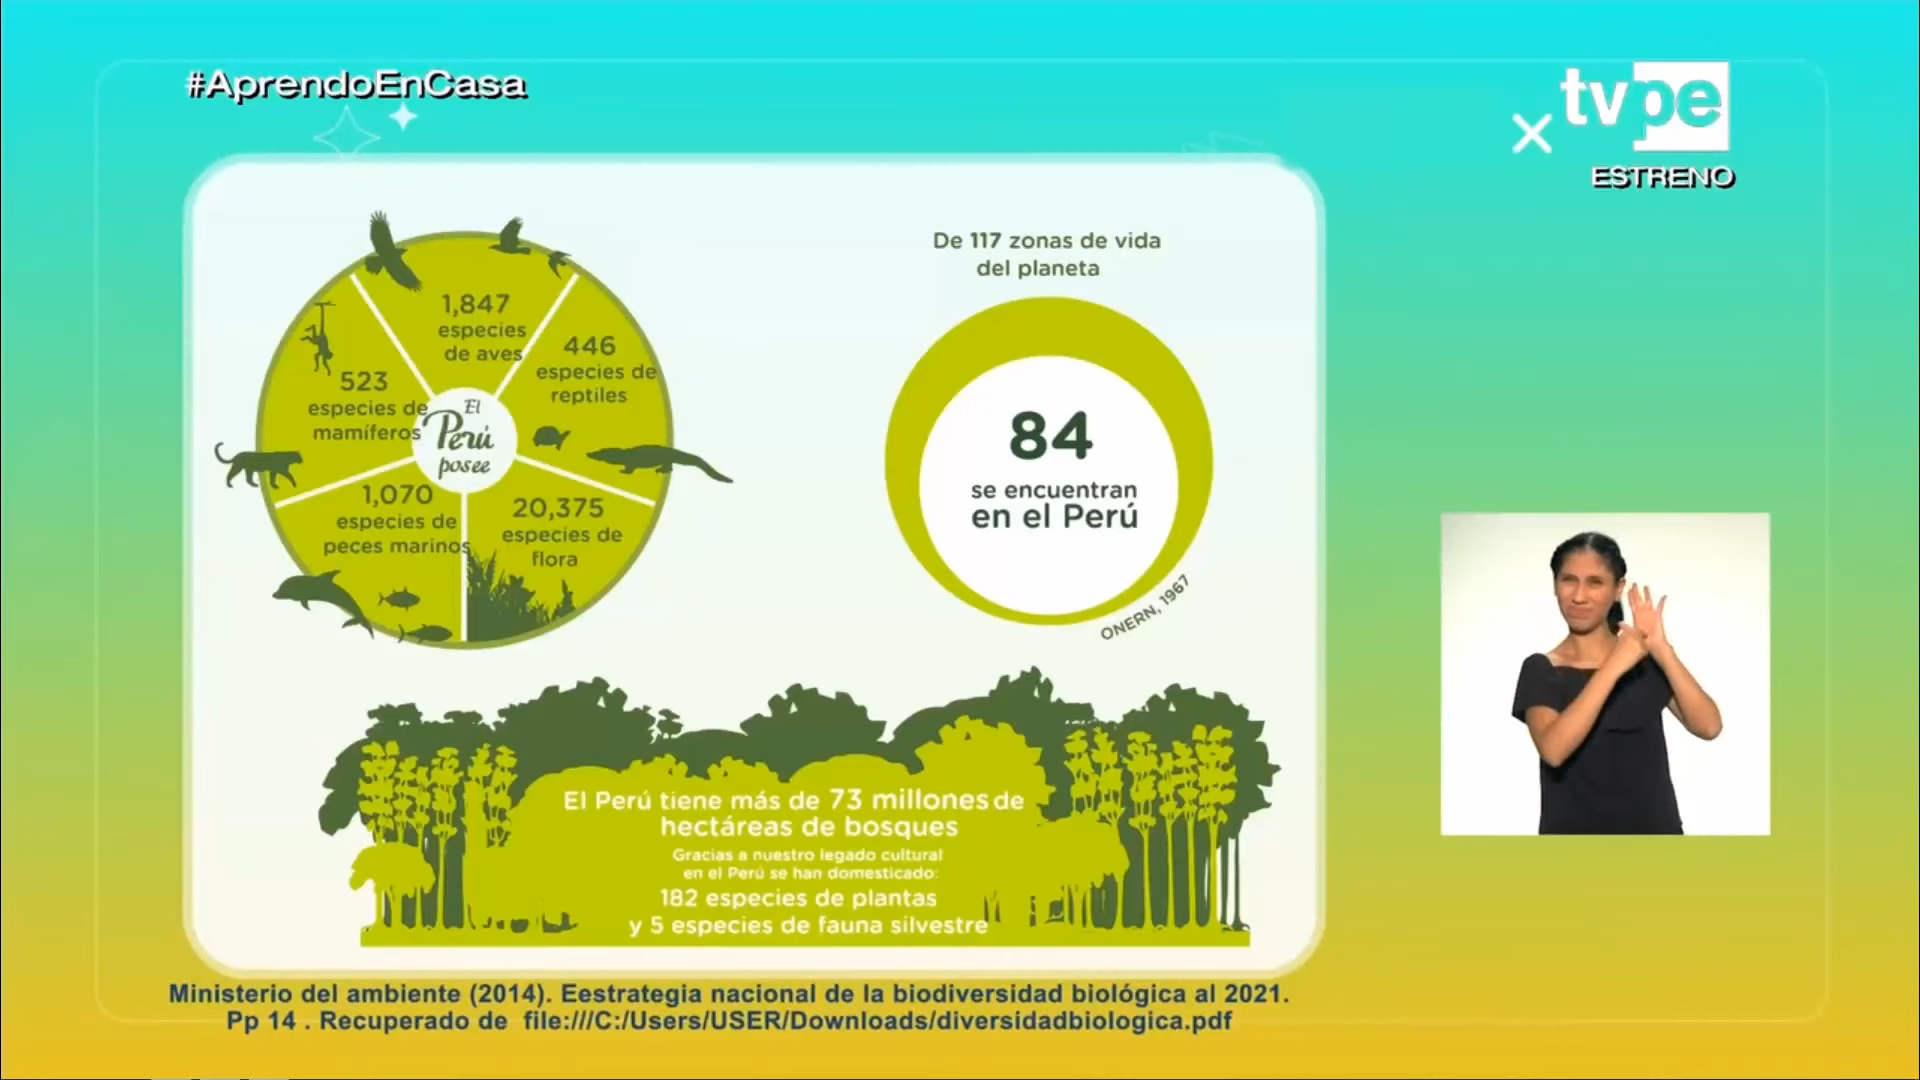 #AprendoEnCasa
tvpe
ESTRENO
1,847
especies
de aves
446
especies de
reptiles
523
especies de
mamíferos
El
Perú
posee
1,070
especies de
peces marinos
20,375
especies de
flora
De 117 zonas de vida
del planeta
84
se encuentran
en el Perú
ONERN, 1967
El Perú tiene más de 73 millones de
hectáreas de bosques
Gracias a nuestro legado cultural
en el Perú se han domesticado:
182 especies de plantas
y 5 especies de fauna silvestre
Ministerio del ambiente (2014). Eestrategia nacional de la biodiversidad biológica al 2021.
Pp 14 . Recuperado de file:///C:/Users/USER/Downloads/diversidadbiologica.pdf